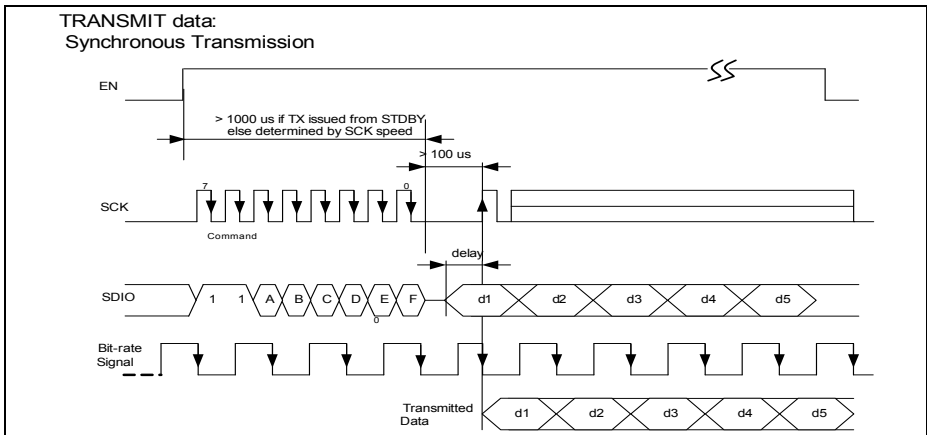 TRANSMIT data:
Synchronous Transmission
EN
> 1000 us if TX issued from STDBY
else determined by SCK speed
> 100 us
7 0
SCK
Command
delay
SDIO 1 1 A B C D E F d1 d2 d3 d4 d5
0
Bit-rate
Signal
Transmitted
Data d1 d2 d3 d4 d5